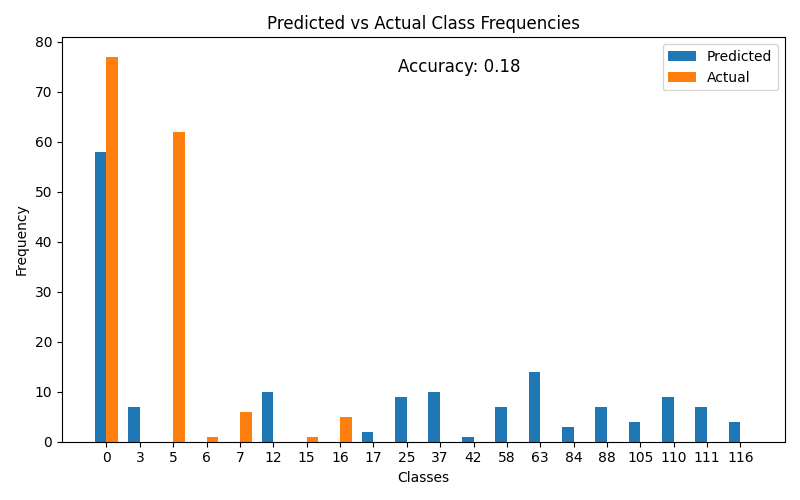 Predicted vs Actual Class Frequencies
Accuracy: 0.18
Predicted
Actual
Frequency
80
70
60
50
40
30
20
10
0
0 3 5 6 7 12 15 16 17 25 37 42 58 63 84 88 105 110 111 116
Classes